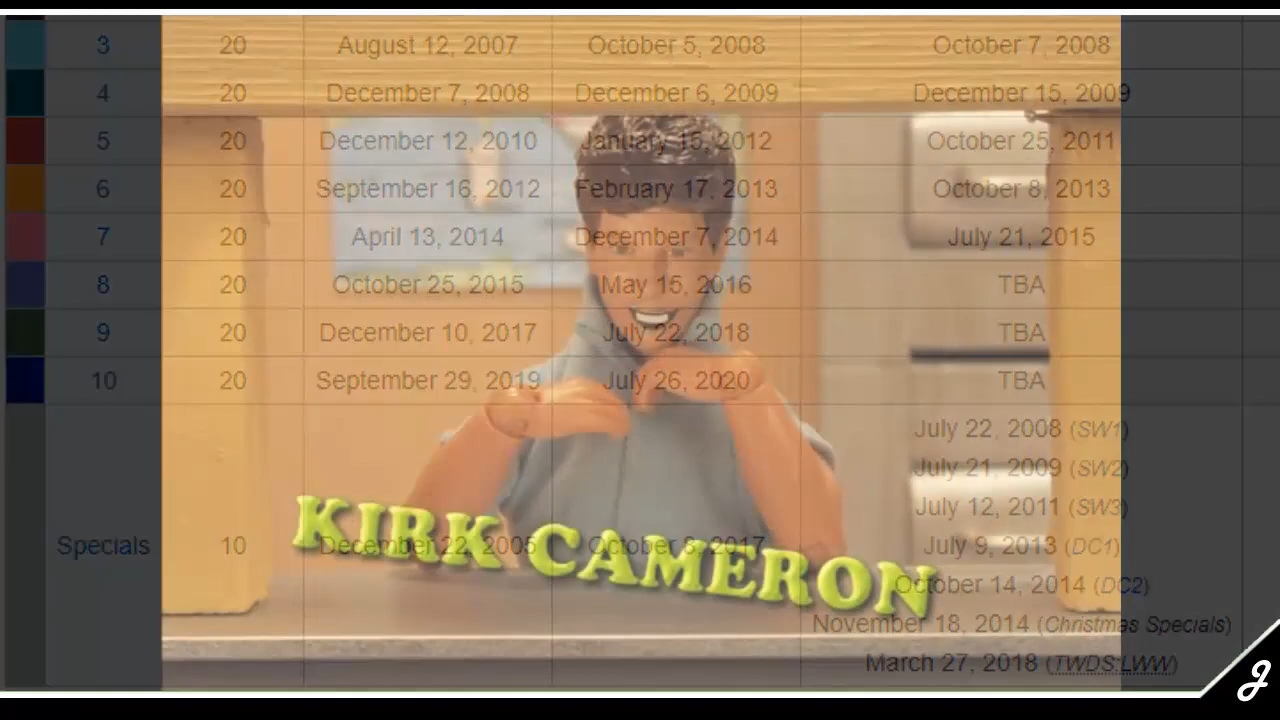 3 20 August 12, 2007 October 5, 2008 October 7, 2008
4 20 December 7, 2008 December 6, 2009 December 15, 2009
5 20 December 12, 2010 January 15, 2012 October 25, 2011
6 20 September 16, 2012 February 17, 2013 October 8, 2013
7 20 April 13, 2014 December 7, 2014 July 21, 2015
8 20 October 25, 2015 May 15, 2016 TBA
9 20 December 10, 2017 July 22, 2018 TBA
10 20 September 29, 2019 July 26, 2020 TBA
July 22, 2008 (SW1)
July 21, 2009 (SW2)
July 12, 2011 (SW3)
Specials 10 December 22, 2005 October 8, 2017 July 9, 2013 (DC1)
KIRK CAMERON
October 14, 2014 (DC2)
November 18, 2014 (Christmas Specials)
March 27, 2018 (TWDS:LWW)
J